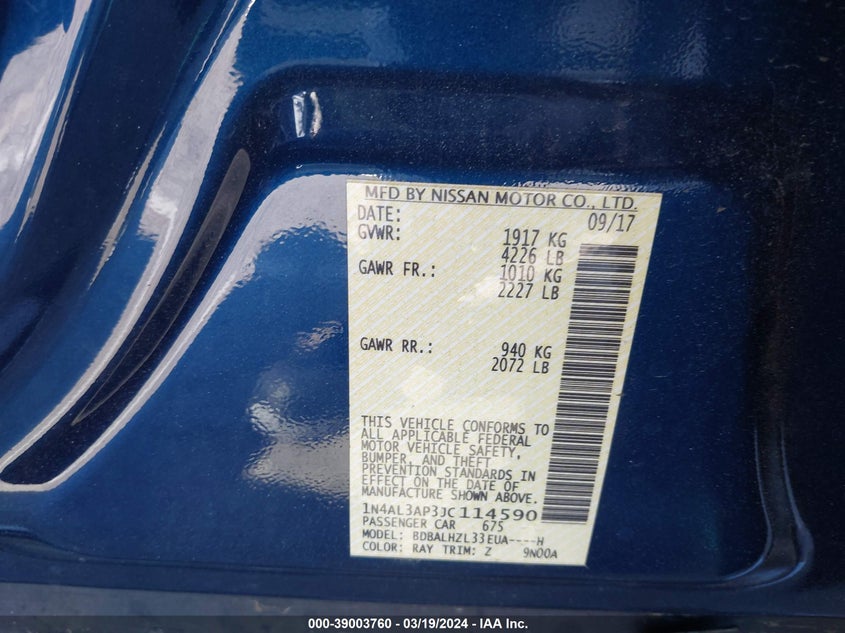 MFD BY NISSAN MOTOR CO., LTD.
DATE: 09/17
GVWR: 1917 KG
4226 LB
GAWR FR.: 1010 KG
2227 LB
GAWR RR.: 940 KG
2072 LB
THIS VEHICLE CONFORMS TO
ALL APPLICABLE FEDERAL
MOTOR VEHICLE SAFETY,
BUMPER, AND THEFT
PREVENTION STANDARDS IN
EFFECT ON THE DATE OF
MANUFACTURE SHOWN ABOVE.
1N4AL3AP3JC114590
PASSENGER CAR 675
MODEL: BDBALHZL33EUA----H
COLOR: RAY TRIM: Z 9N00A
000-39003760 - 03/19/2024 - IAA Inc.